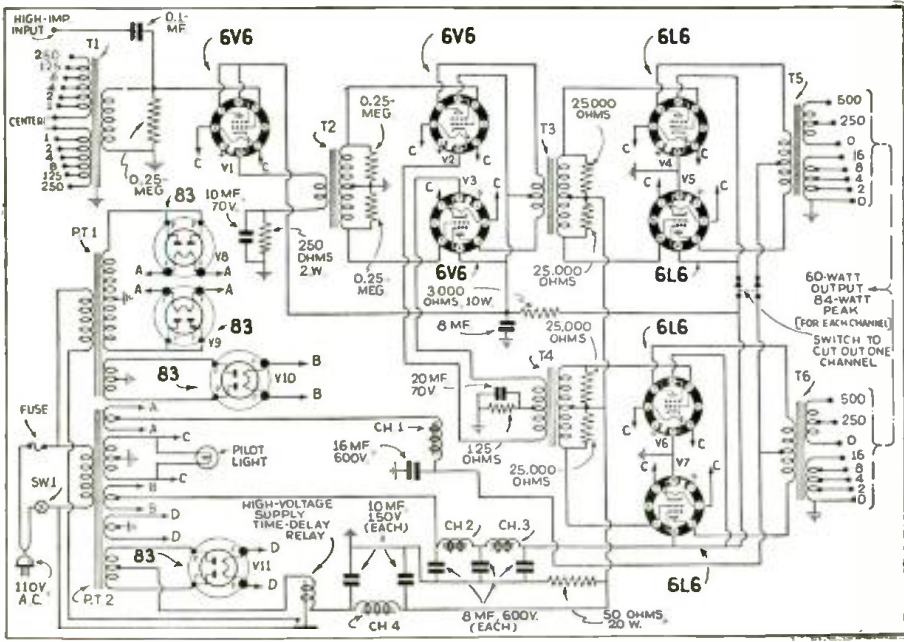 HIGH-IMP.
INPUT
0.1-
MF.
T1
250
125
8
4
2
1
CENTER
1
2
4
8
125
250
0.25-
MEG
6V6
V1
C
C
T2
0.25-
MEG
10 MF.
70V.
250
OHMS
2 W.
0.25-
MEG
6V6
V2
C
C
V3
C
6V6
T3
25,000
OHMS
25,000
OHMS
3,000
OHMS, 10W.
8 MF.
6L6
V4
C
C
V5
C
6L6
T5
500
250
0
16
8
4
2
0
60-WATT
OUTPUT
84-WATT
PEAK
[FOR EACH CHANNEL]
SWITCH TO
CUT OUT ONE
CHANNEL
P.T.1
83
V8
A
A
A
A
V9
83
83
V10
B
B
FUSE
SW.1
110V.
A.C.
P.T.2
A
A
C
C
PILOT
LIGHT
B
B
D
D
83
V11
D
D
HIGH-VOLTAGE
SUPPLY
TIME-DELAY
RELAY
CH 1
16 MF.
600V.
10 MF.
150V
(EACH)
CH 4
CH 2
CH.3
8 MF., 600V.
(EACH)
50 OHMS
20 W.
20 MF.
70V.
125
OHMS
T4
25,000
OHMS
25,000
OHMS
6L6
V6
C
C
V7
C
6L6
T6
500
250
0
16
8
4
2
0